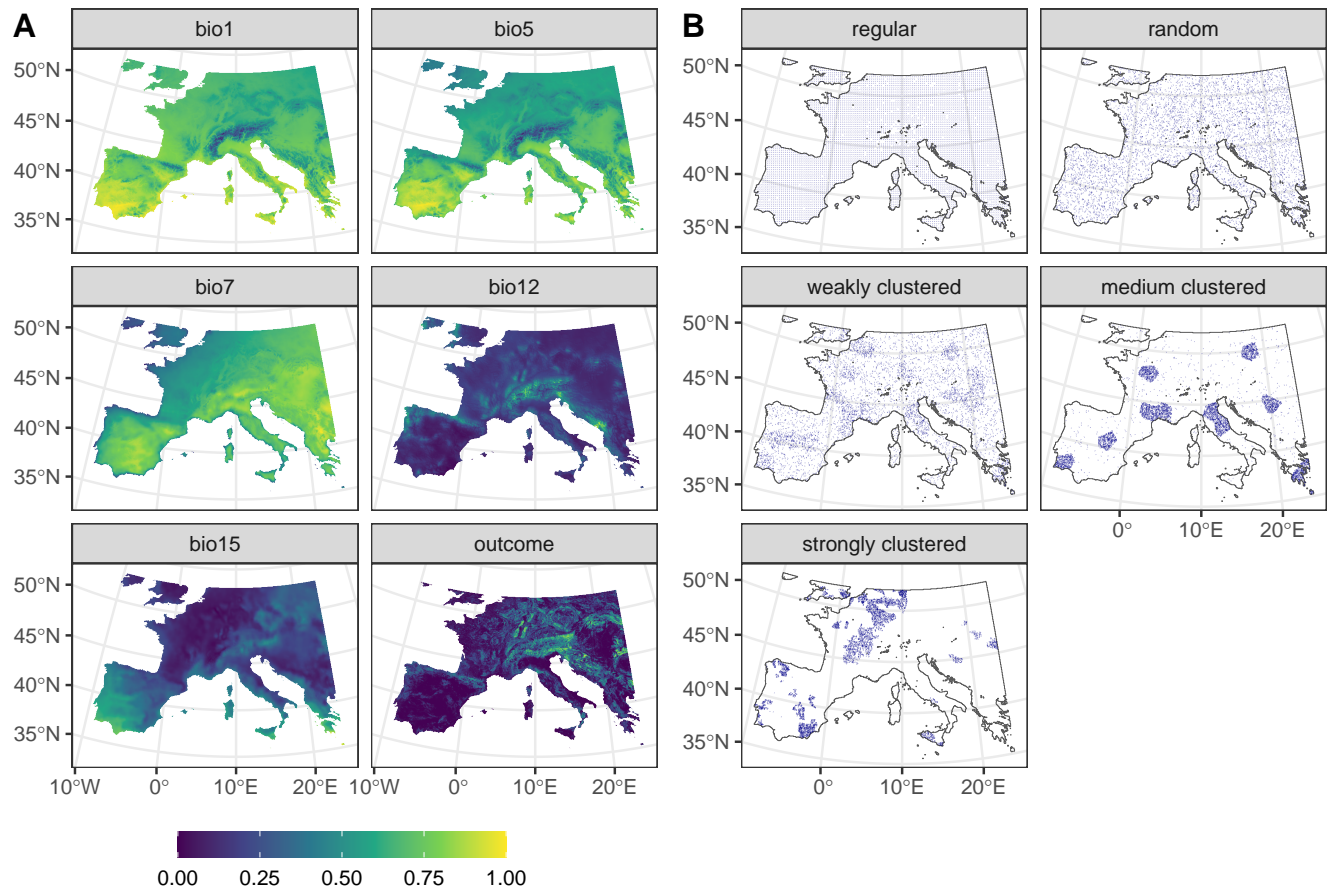 A
B
bio1
bio5
regular
random
50°N
45°N
40°N
35°N
50°N
45°N
40°N
35°N
bio7
bio12
weakly clustered
medium clustered
50°N
45°N
40°N
35°N
50°N
45°N
40°N
35°N
0°
10°E
20°E
bio15
outcome
strongly clustered
50°N
45°N
40°N
35°N
50°N
45°N
40°N
35°N
10°W
0°
10°E
20°E
10°W
0°
10°E
20°E
0°
10°E
20°E
0.00
0.25
0.50
0.75
1.00